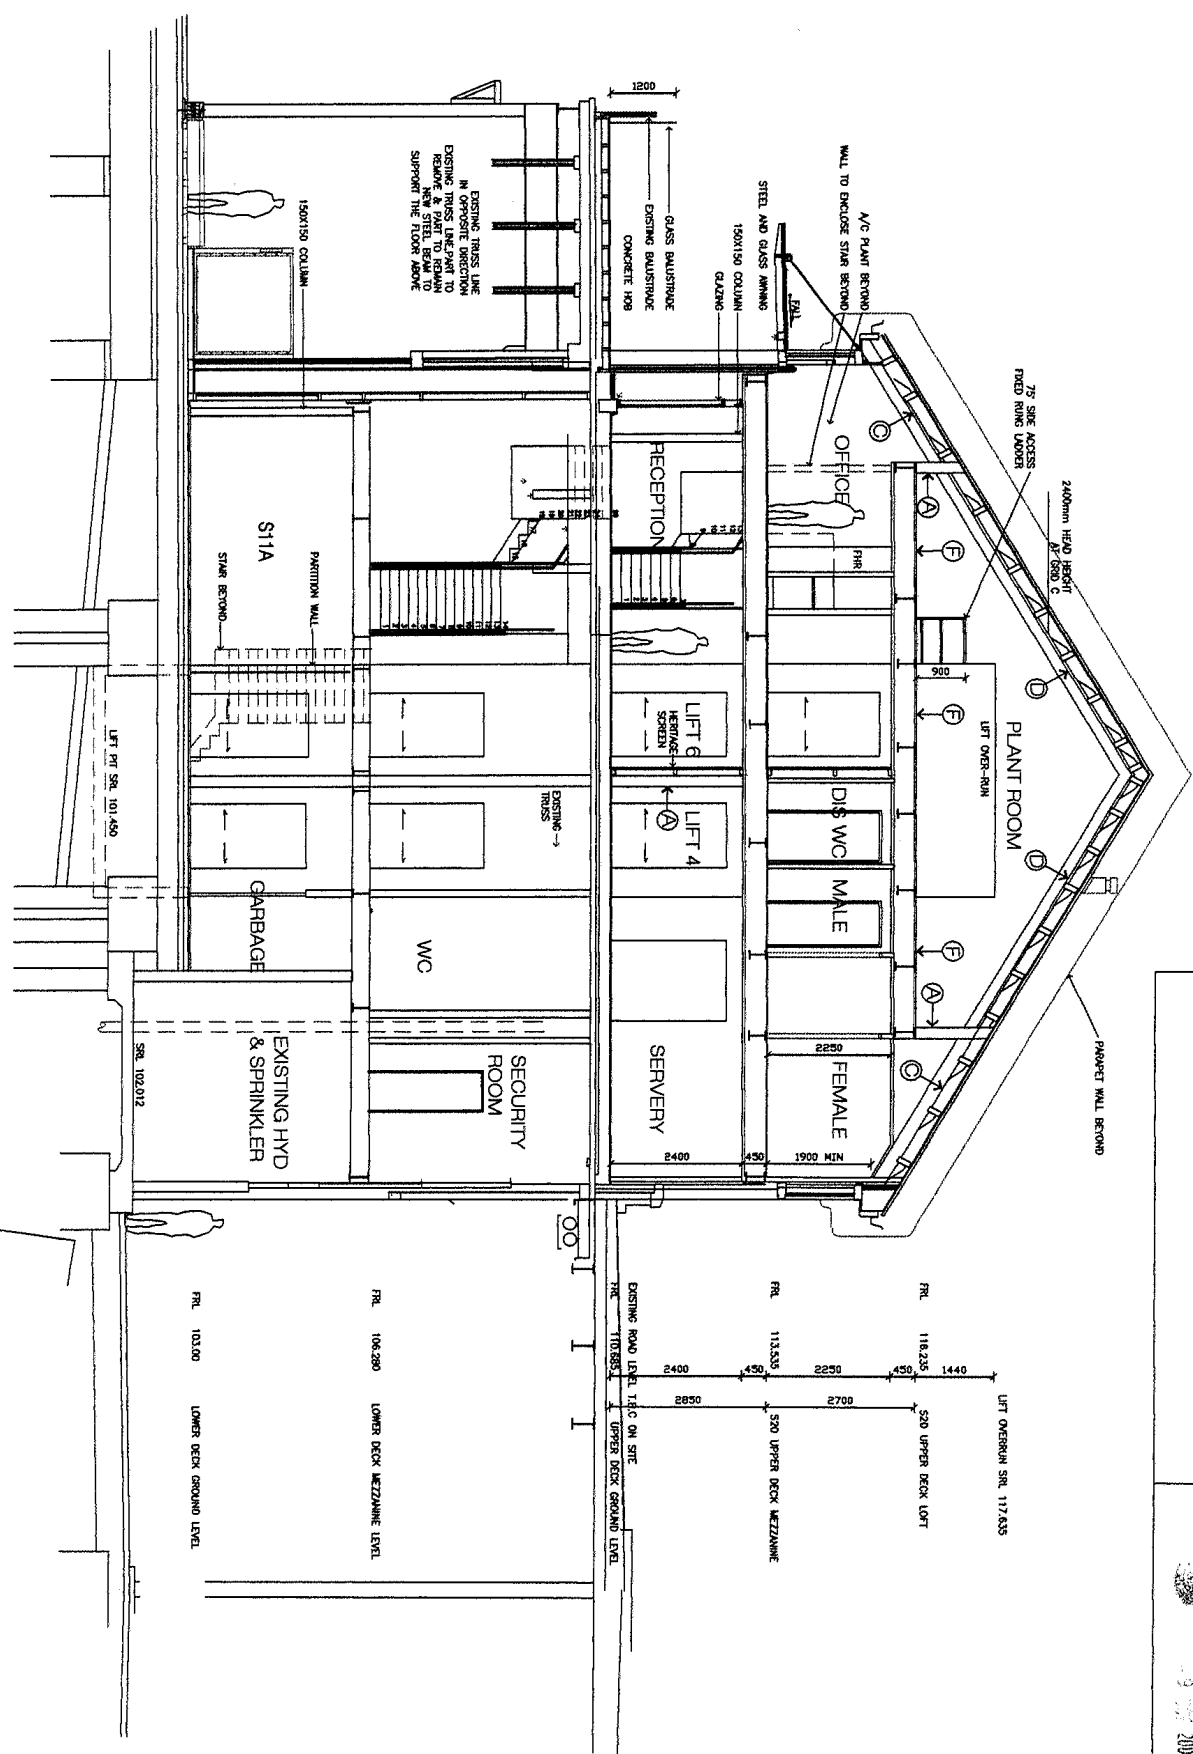 1200
GLASS BALUSTRADE
EXISTING BALUSTRADE
CONCRETE HOB
EXISTING TRUSS LINE
IN OPPOSITE DIRECTION
EXISTING TRUSS LINE,PART TO
REMOVE & PART TO REMAIN
NEW STEEL BEAM TO
SUPPORT THE FLOOR ABOVE
150X150 COLUMN
A/C PLANT BEYOND
WALL TO ENCLOSE STAIR BEYOND
STEEL AND GLASS AWNING
150X150 COLUMN
GLAZING
FALL
75° SIDE ACCESS
FIXED RUNG LADDER
2400mm HEAD HEIGHT
AT GRID C
C
A
F
D
F
D
F
A
C
OFFICE
FHR
900
LIFT OVER-RUN
PLANT ROOM
RECEPTION
LIFT 6
HERITAGE
SCREEN
A
LIFT 4
DIS WC
MALE
FEMALE
2250
SERVERY
2400
450
1900 MIN
PARAPET WALL BEYOND
S11A
PARTITION WALL
STAIR BEYOND
EXISTING
TRUSS
LIFT PIT SRL 101.450
GARBAGE
WC
SECURITY
ROOM
EXISTING HYD
& SPRINKLER
SRL 102.012
LIFT OVERRUN SRL 117.635
1440
FRL 116.235 S20 UPPER DECK LOFT
450
2250
2700
FRL 113.535 S20 UPPER DECK MEZZANINE
450
2400
2850
EXISTING ROAD LEVEL T.B.C ON SITE
FRL 110.685 UPPER DECK GROUND LEVEL
FRL 106.280 LOWER DECK MEZZANINE LEVEL
FRL 103.00 LOWER DECK GROUND LEVEL